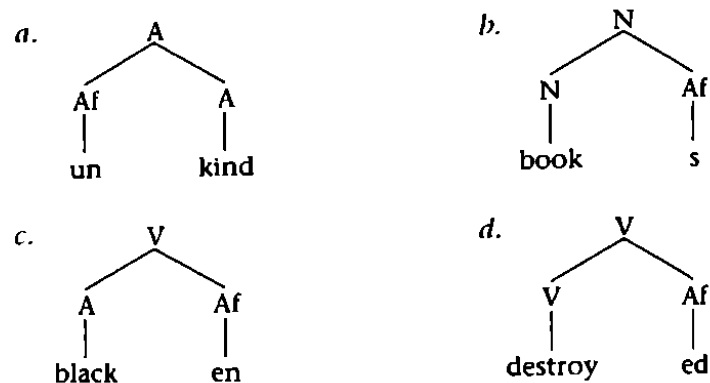 a. A b. N
Af A N Af
un kind book s
c. V d. V
A Af V Af
black en destroy ed